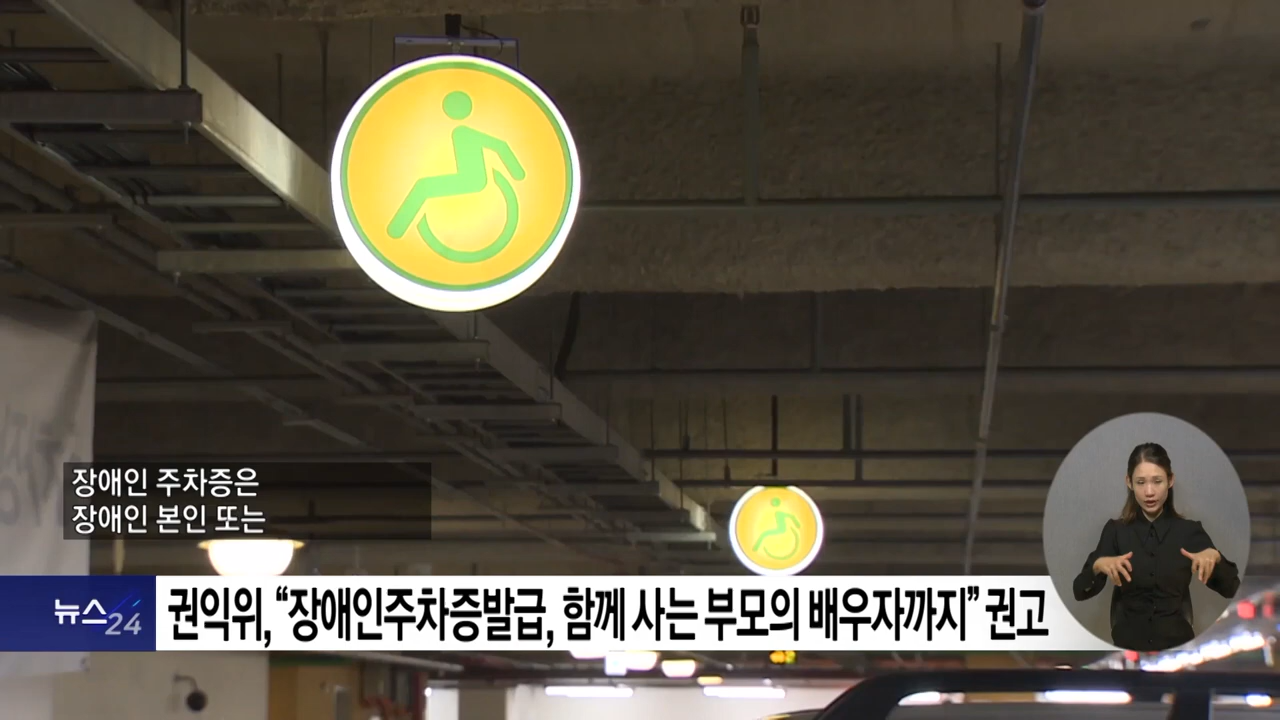 장애인 주차증은
장애인 본인 또는
뉴스24
권익위, “장애인주차증발급, 함께 사는 부모의 배우자까지” 권고